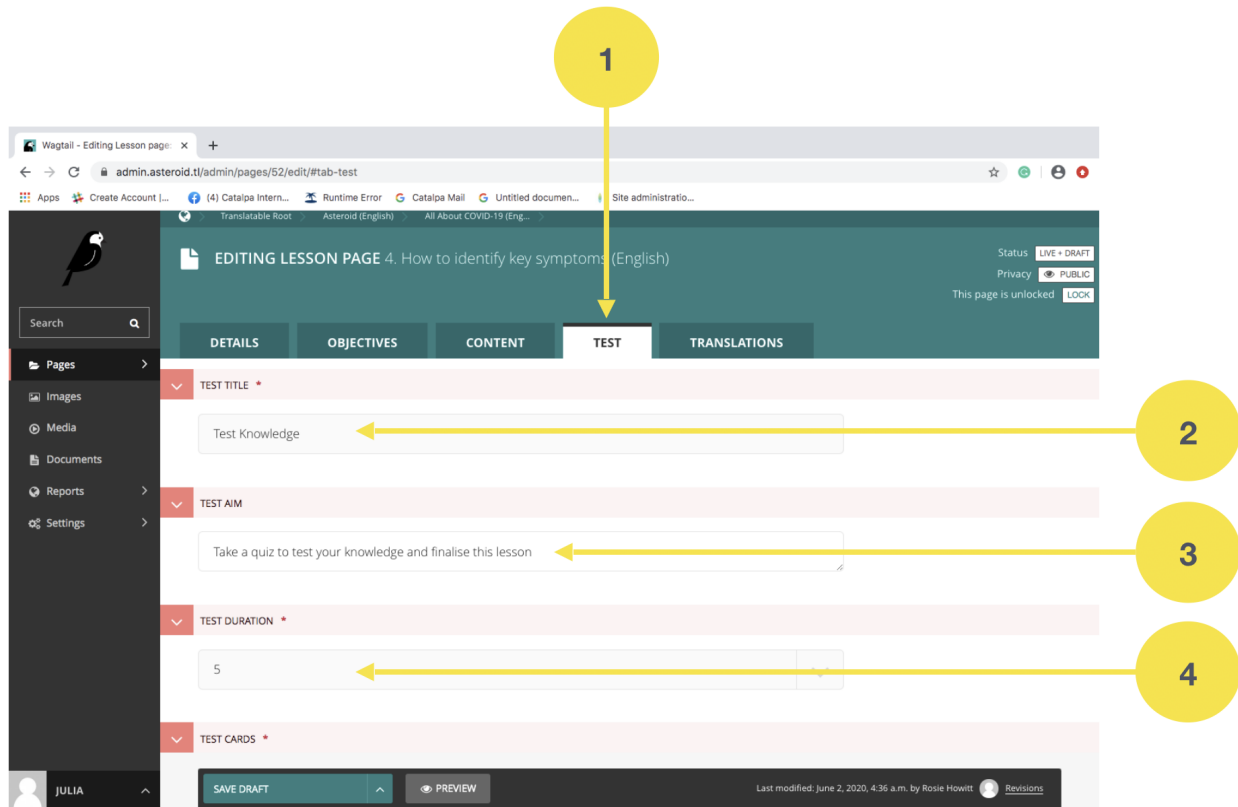 1
Wagtail - Editing Lesson page:
admin.asteroid.tl/admin/pages/52/edit/#tab-test
Apps Create Account |... (4) Catalpa Intern... Runtime Error Catalpa Mail Untitled documen... Site administratio...
Translatable Root Asteroid (English) All About COVID-19 (Eng...
EDITING LESSON PAGE 4. How to identify key symptoms (English)
Status LIVE + DRAFT
Privacy PUBLIC
This page is unlocked LOCK
Search
DETAILS OBJECTIVES CONTENT TEST TRANSLATIONS
Pages
Images
Media
Documents
Reports
Settings
TEST TITLE *
Test Knowledge
2
TEST AIM
Take a quiz to test your knowledge and finalise this lesson
3
TEST DURATION *
5
4
TEST CARDS *
JULIA
SAVE DRAFT PREVIEW Last modified: June 2, 2020, 4:36 a.m. by Rosie Howitt Revisions